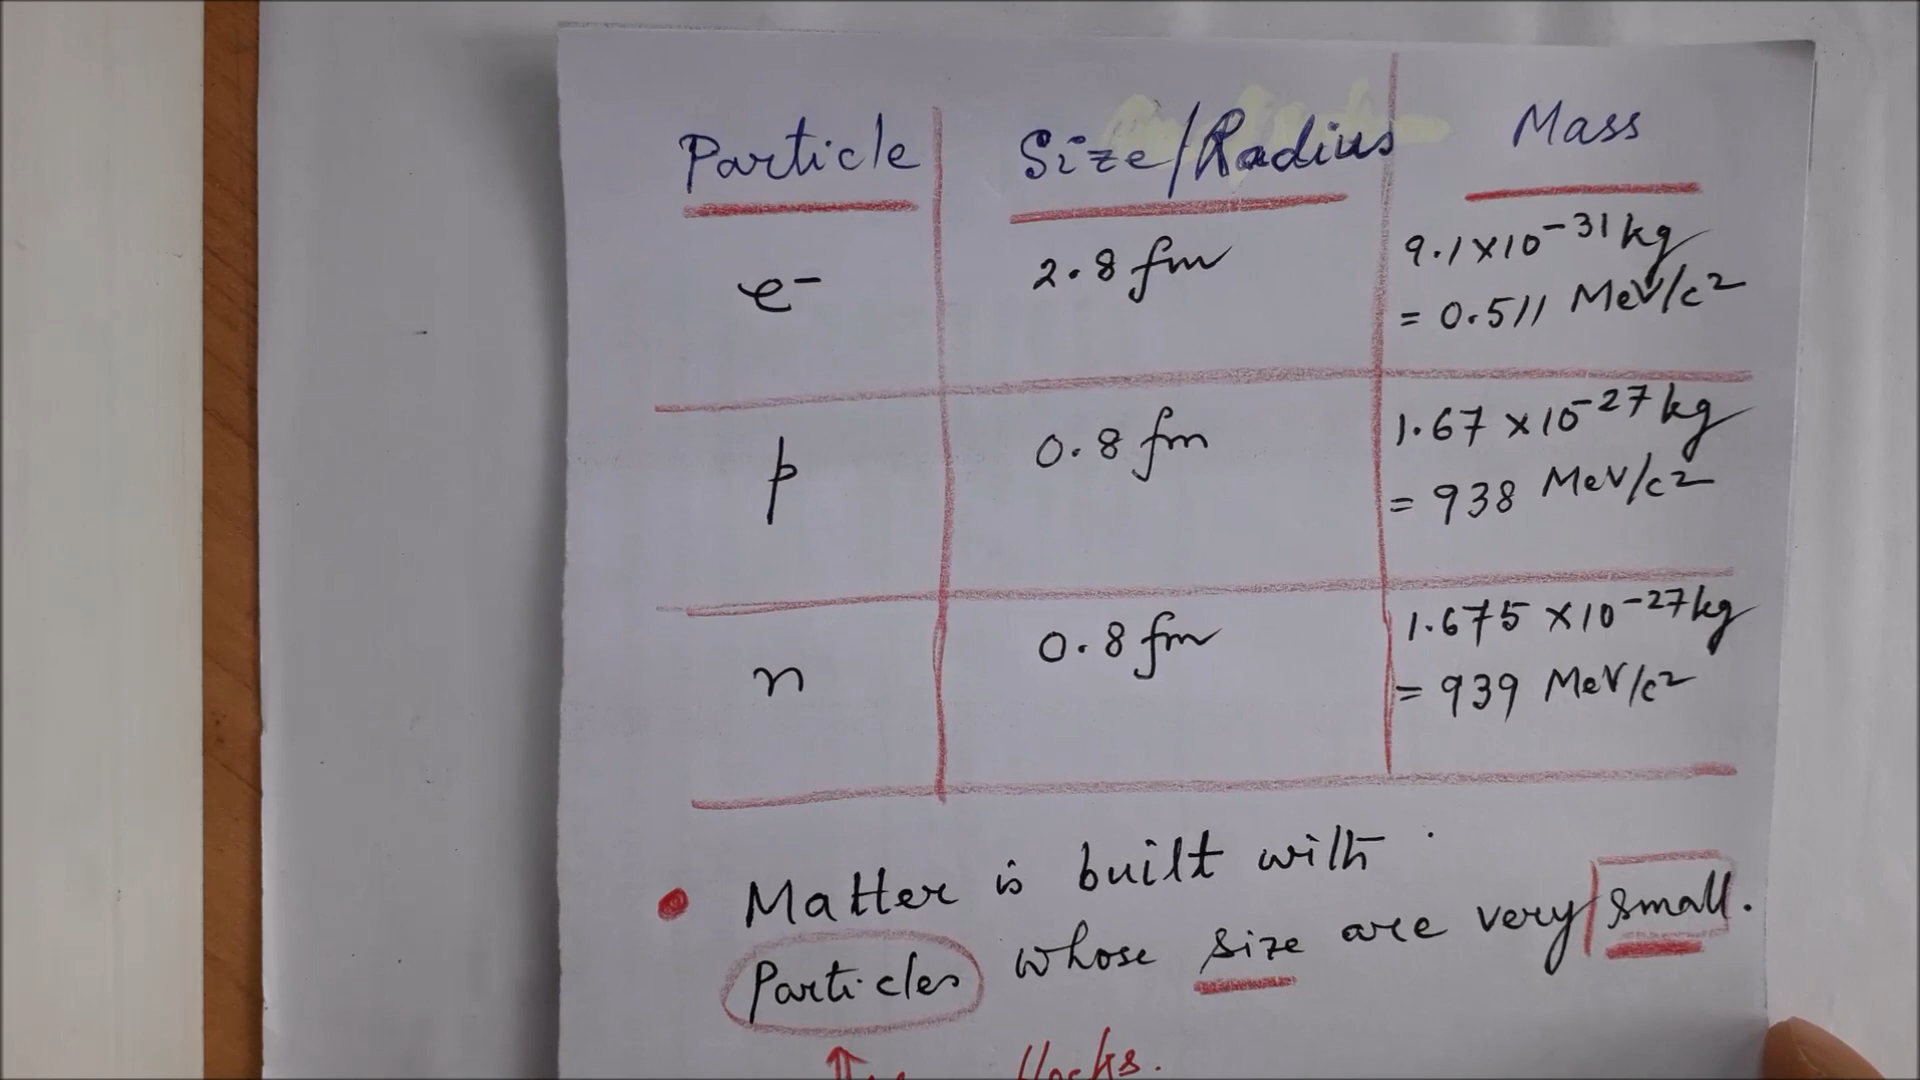 Particle Size/Radius Mass
e⁻ 2.8 fm 9.1×10⁻³¹ kg
= 0.511 MeV/c²
p 0.8 fm 1.67 × 10⁻²⁷ kg
= 938 MeV/c²
n 0.8 fm 1.675 × 10⁻²⁷ kg
= 939 MeV/c²
• Matter is built with
Particles whose size are very small.